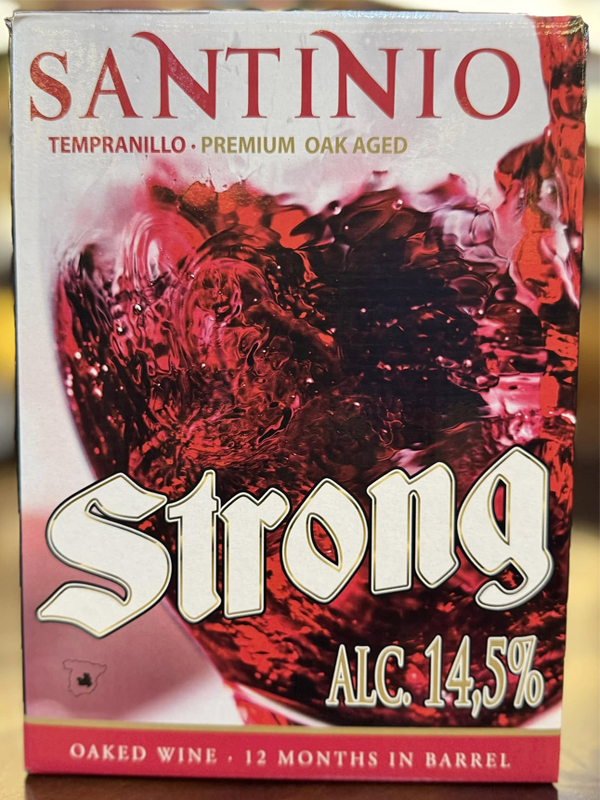 SANTINIO
TEMPRANILLO · PREMIUM OAK AGED
Strong
ALC. 14,5%
OAKED WINE · 12 MONTHS IN BARREL